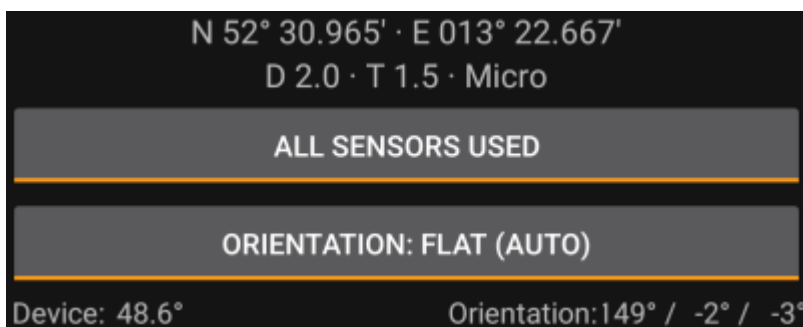 N 52° 30.965' · E 013° 22.667'
D 2.0 · T 1.5 · Micro
ALL SENSORS USED
ORIENTATION: FLAT (AUTO)
Device: 48.6° Orientation:149° / -2° / -3°